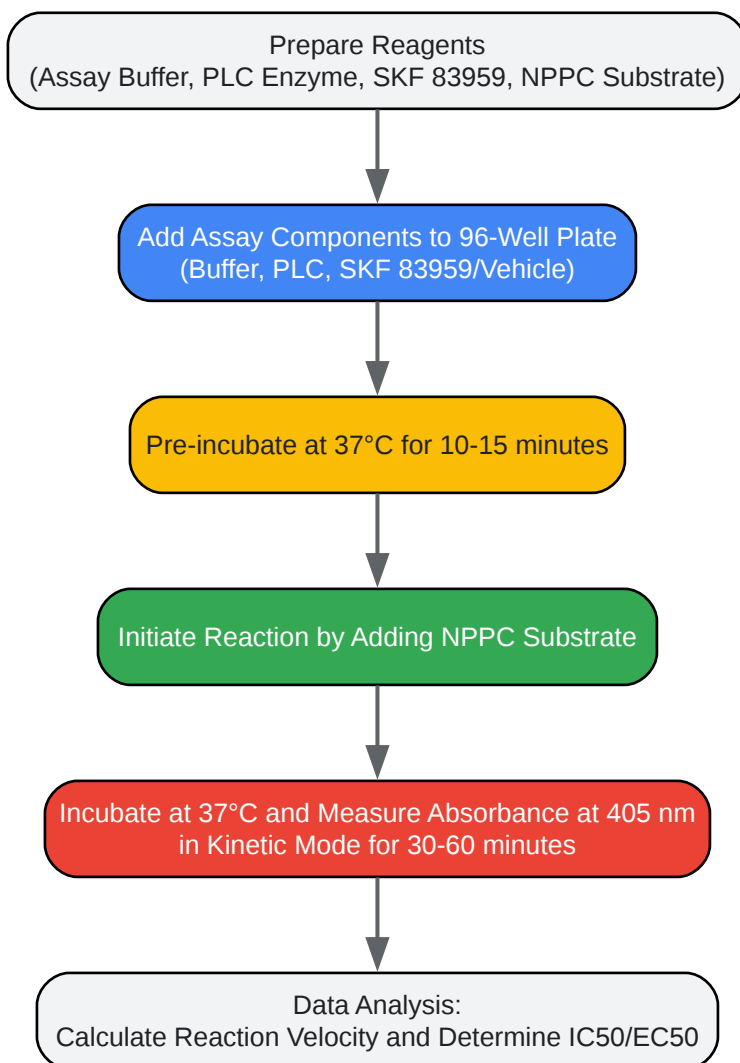 Prepare Reagents
(Assay Buffer, PLC Enzyme, SKF 83959, NPPC Substrate)
Add Assay Components to 96-Well Plate
(Buffer, PLC, SKF 83959/Vehicle)
Pre-incubate at 37°C for 10-15 minutes
Initiate Reaction by Adding NPPC Substrate
Incubate at 37°C and Measure Absorbance at 405 nm
in Kinetic Mode for 30-60 minutes
Data Analysis:
Calculate Reaction Velocity and Determine IC50/EC50